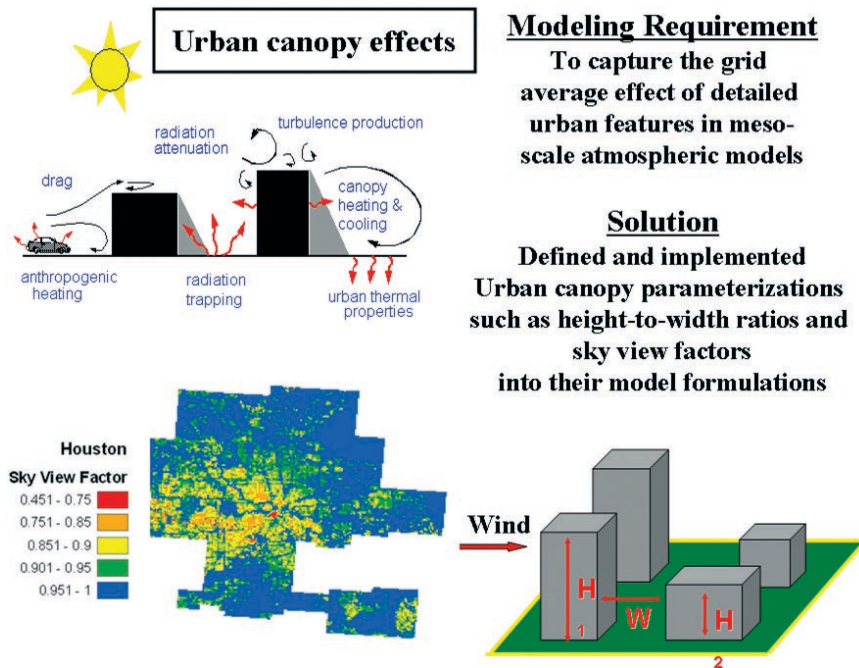 Urban canopy effects
radiation
attenuation
turbulence production
drag
canopy
heating &
cooling
anthropogenic
heating
radiation
trapping
urban thermal
properties
Modeling Requirement
To capture the grid
average effect of detailed
urban features in meso-
scale atmospheric models
Solution
Defined and implemented
Urban canopy parameterizations
such as height-to-width ratios and
sky view factors
into their model formulations
Houston
Sky View Factor
0.451 - 0.75
0.751 - 0.85
0.851 - 0.9
0.901 - 0.95
0.951 - 1
Wind
H
1
W
H
2